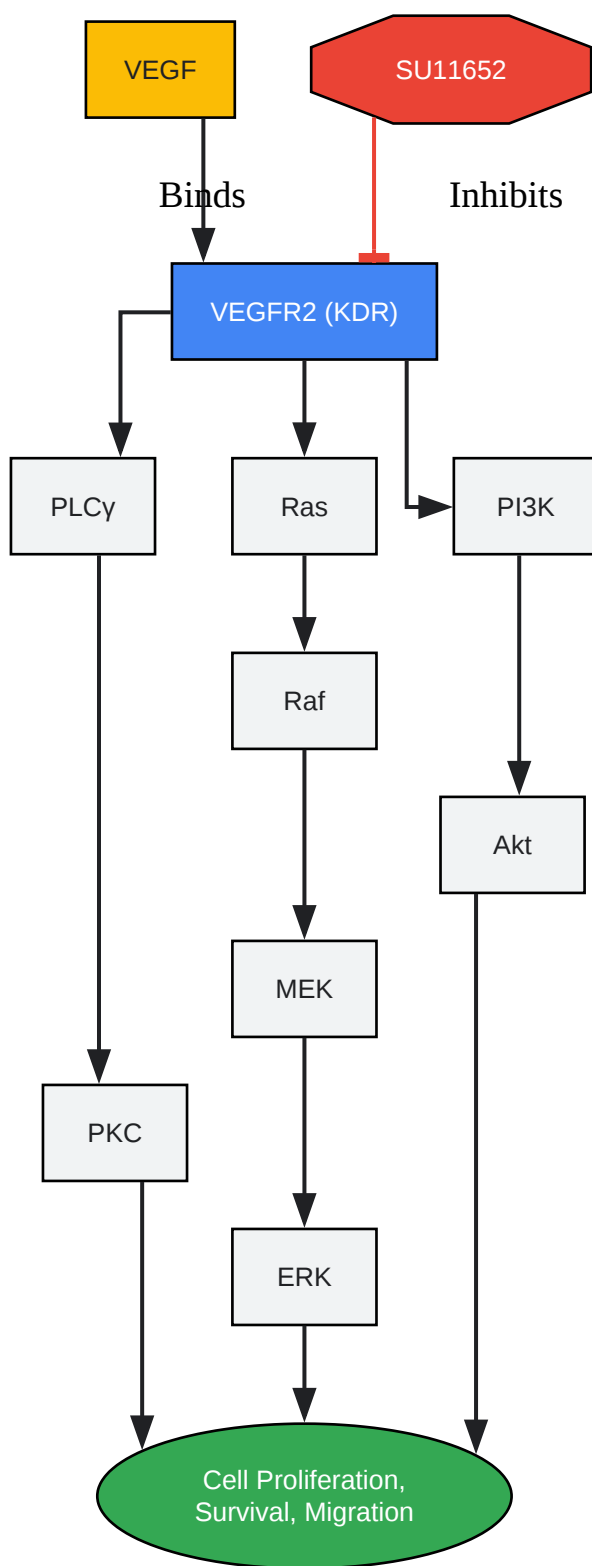 VEGF
SU11652
Binds
Inhibits
VEGFR2 (KDR)
PLCγ
Ras
PI3K
Raf
Akt
MEK
PKC
ERK
Cell Proliferation,
Survival, Migration